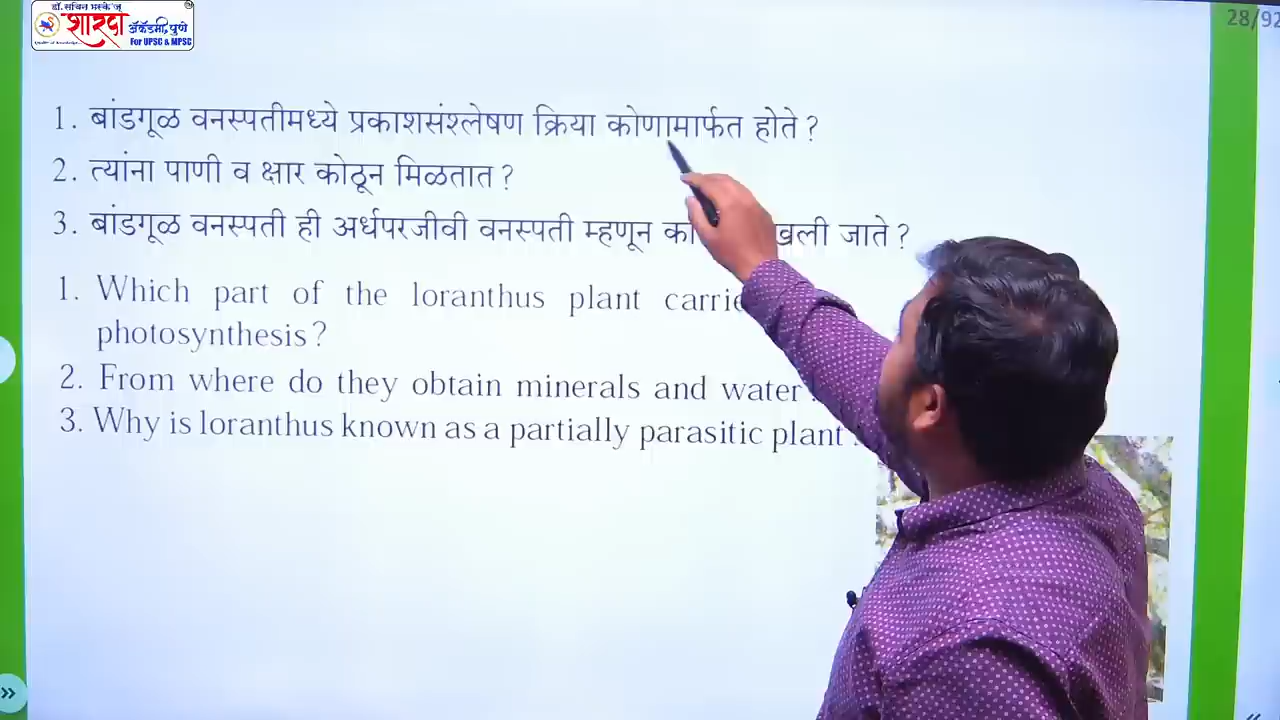 डॉ. सचिन भस्के'ज्
शारदा
ॲकॅडमी, पुणे
For UPSC & MPSC
28/92
1. बांडगूळ वनस्पतीमध्ये प्रकाशसंश्लेषण क्रिया कोणामार्फत होते ?
2. त्यांना पाणी व क्षार कोठून मिळतात ?
3. बांडगूळ वनस्पती ही अर्धपरजीवी वनस्पती म्हणून जाते ?
1. Which part of the loranthus plant
photosynthesis?
2. From where do they obtain minerals and water
3. Why is loranthus known as a partially parasitic plant